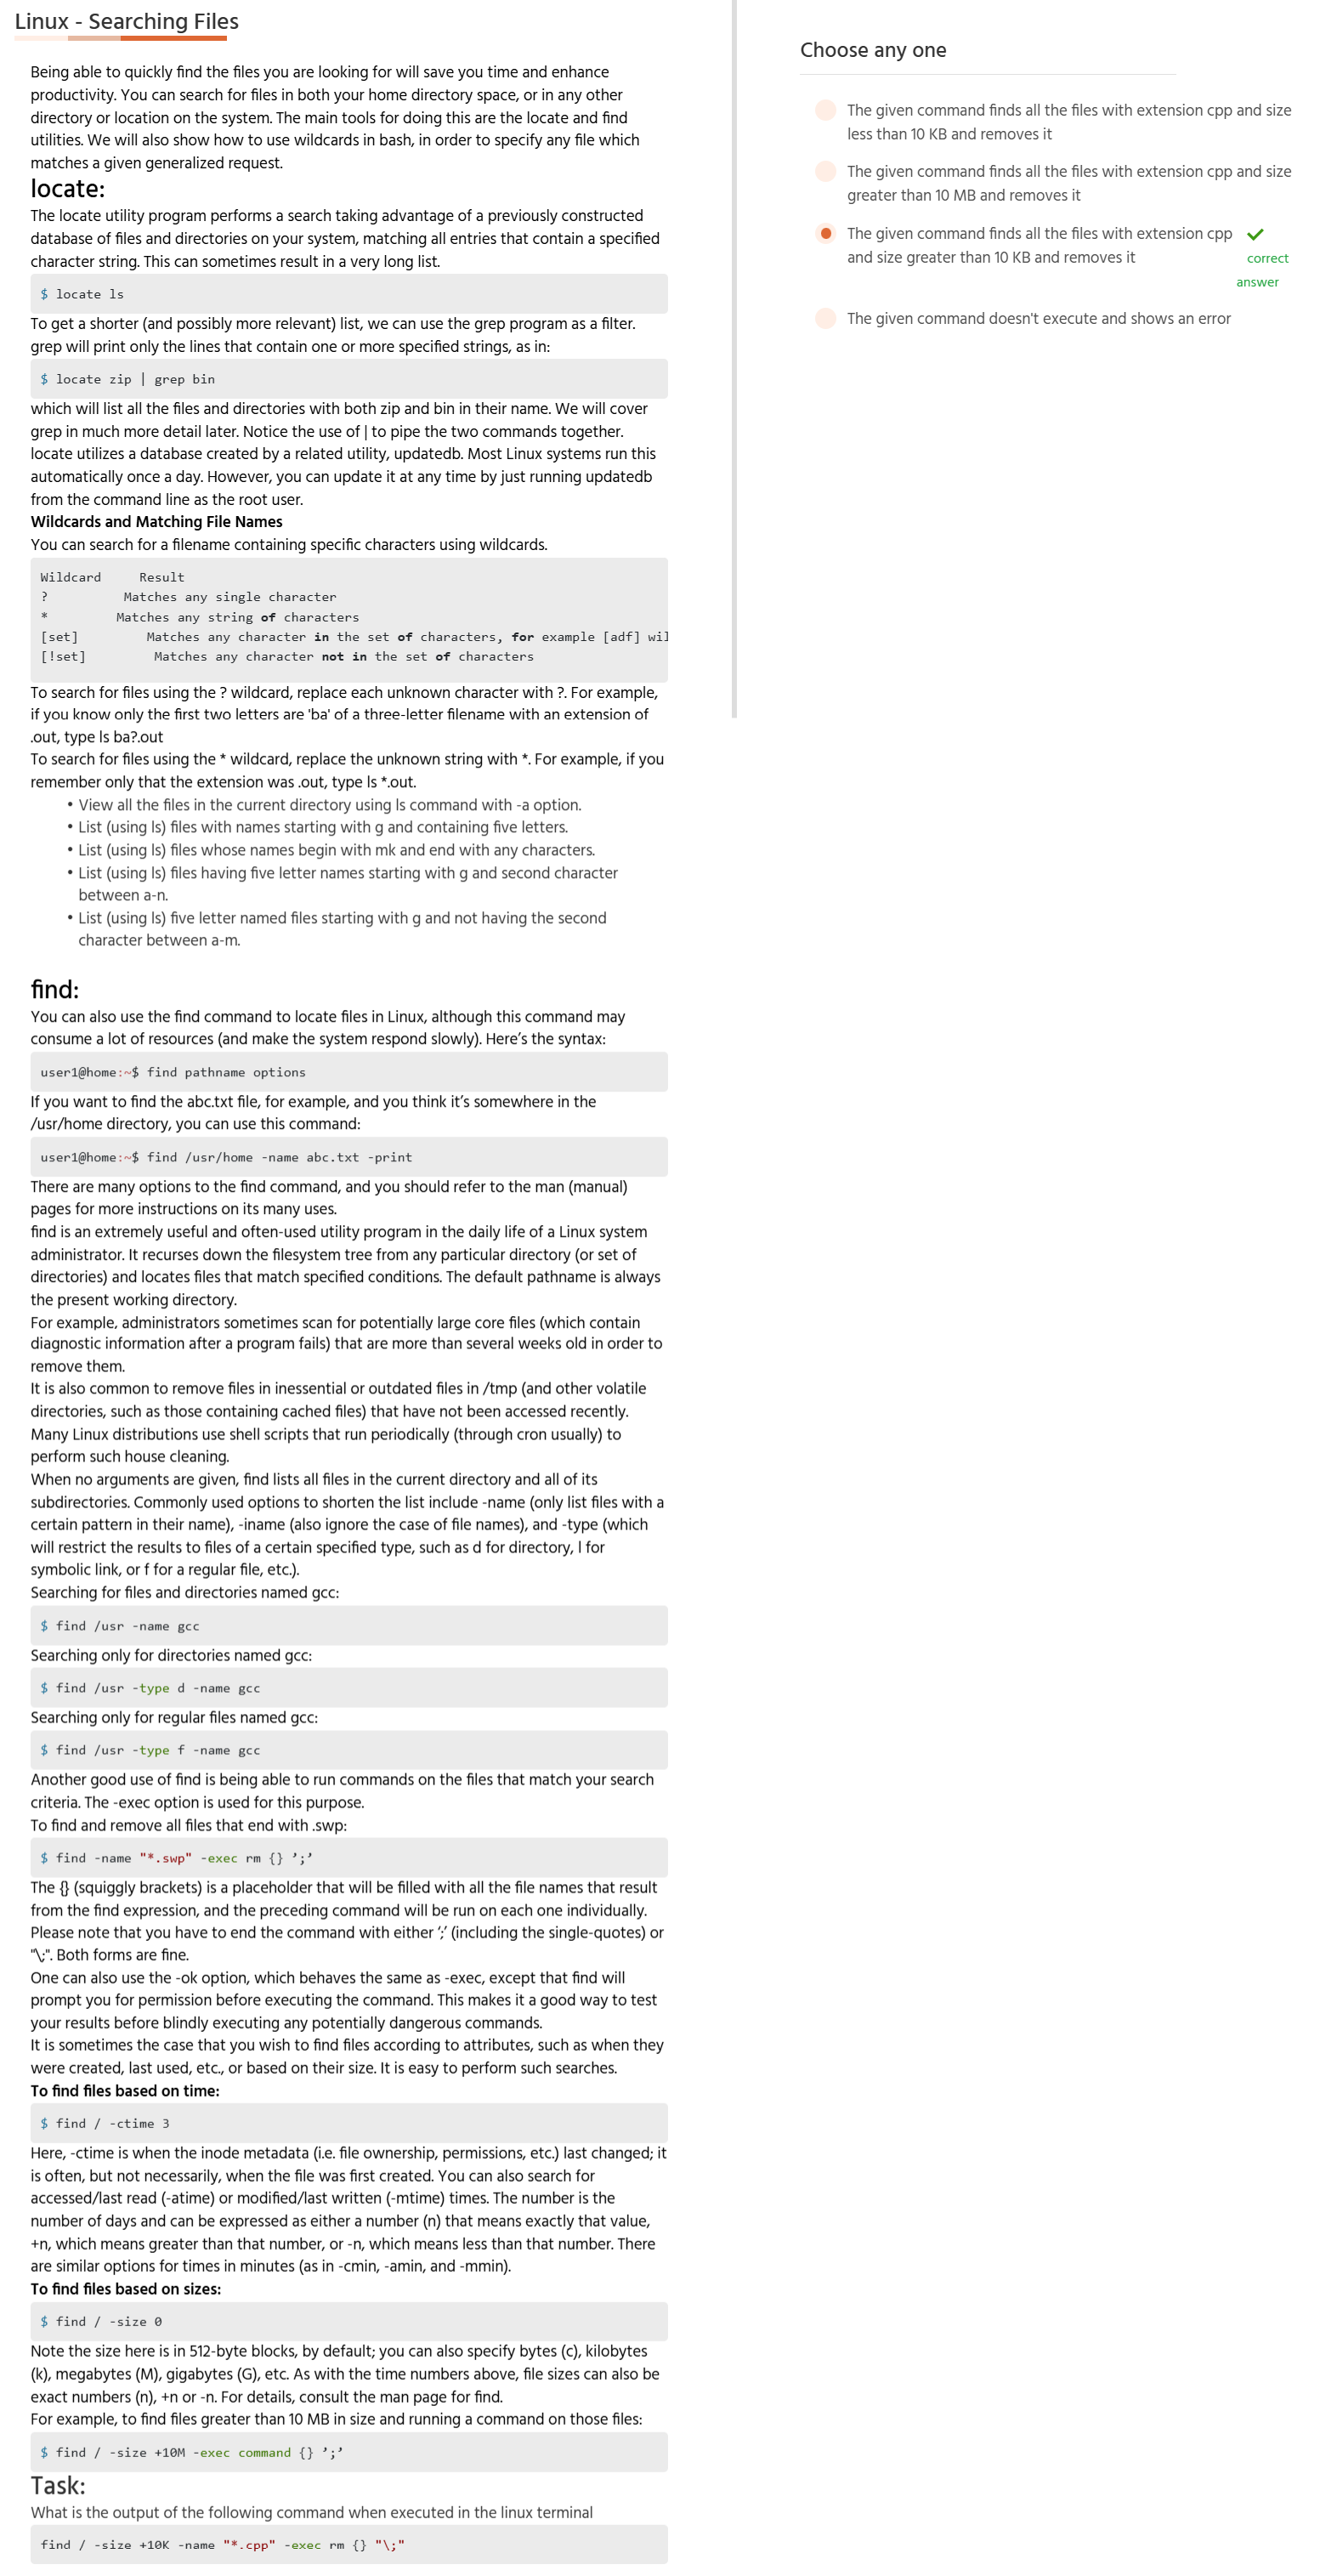 Linux - Searching Files
Being able to quickly find the files you are looking for will save you time and enhance
productivity. You can search for files in both your home directory space, or in any other
directory or location on the system. The main tools for doing this are the locate and find
utilities. We will also show how to use wildcards in bash, in order to specify any file which
matches a given generalized request.
locate:
The locate utility program performs a search taking advantage of a previously constructed
database of files and directories on your system, matching all entries that contain a specified
character string. This can sometimes result in a very long list.
$ locate ls
To get a shorter (and possibly more relevant) list, we can use the grep program as a filter.
grep will print only the lines that contain one or more specified strings, as in:
$ locate zip | grep bin
which will list all the files and directories with both zip and bin in their name. We will cover
grep in much more detail later. Notice the use of | to pipe the two commands together.
locate utilizes a database created by a related utility, updatedb. Most Linux systems run this
automatically once a day. However, you can update it at any time by just running updatedb
from the command line as the root user.
Wildcards and Matching File Names
You can search for a filename containing specific characters using wildcards.
Wildcard     Result
?          Matches any single character
*         Matches any string of characters
[set]         Matches any character in the set of characters, for example [adf] wil
[!set]         Matches any character not in the set of characters
To search for files using the ? wildcard, replace each unknown character with ?. For example,
if you know only the first two letters are 'ba' of a three-letter filename with an extension of
.out, type ls ba?.out
To search for files using the * wildcard, replace the unknown string with *. For example, if you
remember only that the extension was .out, type ls *.out.
• View all the files in the current directory using ls command with -a option.
• List (using ls) files with names starting with g and containing five letters.
• List (using ls) files whose names begin with mk and end with any characters.
• List (using ls) files having five letter names starting with g and second character
between a-n.
• List (using ls) five letter named files starting with g and not having the second
character between a-m.
find:
You can also use the find command to locate files in Linux, although this command may
consume a lot of resources (and make the system respond slowly). Here’s the syntax:
user1@home:~$ find pathname options
If you want to find the abc.txt file, for example, and you think it’s somewhere in the
/usr/home directory, you can use this command:
user1@home:~$ find /usr/home -name abc.txt -print
There are many options to the find command, and you should refer to the man (manual)
pages for more instructions on its many uses.
find is an extremely useful and often-used utility program in the daily life of a Linux system
administrator. It recurses down the filesystem tree from any particular directory (or set of
directories) and locates files that match specified conditions. The default pathname is always
the present working directory.
For example, administrators sometimes scan for potentially large core files (which contain
diagnostic information after a program fails) that are more than several weeks old in order to
remove them.
It is also common to remove files in inessential or outdated files in /tmp (and other volatile
directories, such as those containing cached files) that have not been accessed recently.
Many Linux distributions use shell scripts that run periodically (through cron usually) to
perform such house cleaning.
When no arguments are given, find lists all files in the current directory and all of its
subdirectories. Commonly used options to shorten the list include -name (only list files with a
certain pattern in their name), -iname (also ignore the case of file names), and -type (which
will restrict the results to files of a certain specified type, such as d for directory, l for
symbolic link, or f for a regular file, etc.).
Searching for files and directories named gcc:
$ find /usr -name gcc
Searching only for directories named gcc:
$ find /usr -type d -name gcc
Searching only for regular files named gcc:
$ find /usr -type f -name gcc
Another good use of find is being able to run commands on the files that match your search
criteria. The -exec option is used for this purpose.
To find and remove all files that end with .swp:
$ find -name "*.swp" -exec rm {} ’;’
The {} (squiggly brackets) is a placeholder that will be filled with all the file names that result
from the find expression, and the preceding command will be run on each one individually.
Please note that you have to end the command with either ‘;’ (including the single-quotes) or
"\;". Both forms are fine.
One can also use the -ok option, which behaves the same as -exec, except that find will
prompt you for permission before executing the command. This makes it a good way to test
your results before blindly executing any potentially dangerous commands.
It is sometimes the case that you wish to find files according to attributes, such as when they
were created, last used, etc., or based on their size. It is easy to perform such searches.
To find files based on time:
$ find / -ctime 3
Here, -ctime is when the inode metadata (i.e. file ownership, permissions, etc.) last changed; it
is often, but not necessarily, when the file was first created. You can also search for
accessed/last read (-atime) or modified/last written (-mtime) times. The number is the
number of days and can be expressed as either a number (n) that means exactly that value,
+n, which means greater than that number, or -n, which means less than that number. There
are similar options for times in minutes (as in -cmin, -amin, and -mmin).
To find files based on sizes:
$ find / -size 0
Note the size here is in 512-byte blocks, by default; you can also specify bytes (c), kilobytes
(k), megabytes (M), gigabytes (G), etc. As with the time numbers above, file sizes can also be
exact numbers (n), +n or -n. For details, consult the man page for find.
For example, to find files greater than 10 MB in size and running a command on those files:
$ find / -size +10M -exec command {} ’;’
Task:
What is the output of the following command when executed in the linux terminal
find / -size +10K -name "*.cpp" -exec rm {} "\;"
Choose any one
The given command finds all the files with extension cpp and size
less than 10 KB and removes it
The given command finds all the files with extension cpp and size
greater than 10 MB and removes it
The given command finds all the files with extension cpp
and size greater than 10 KB and removes it
correct
answer
The given command doesn't execute and shows an error